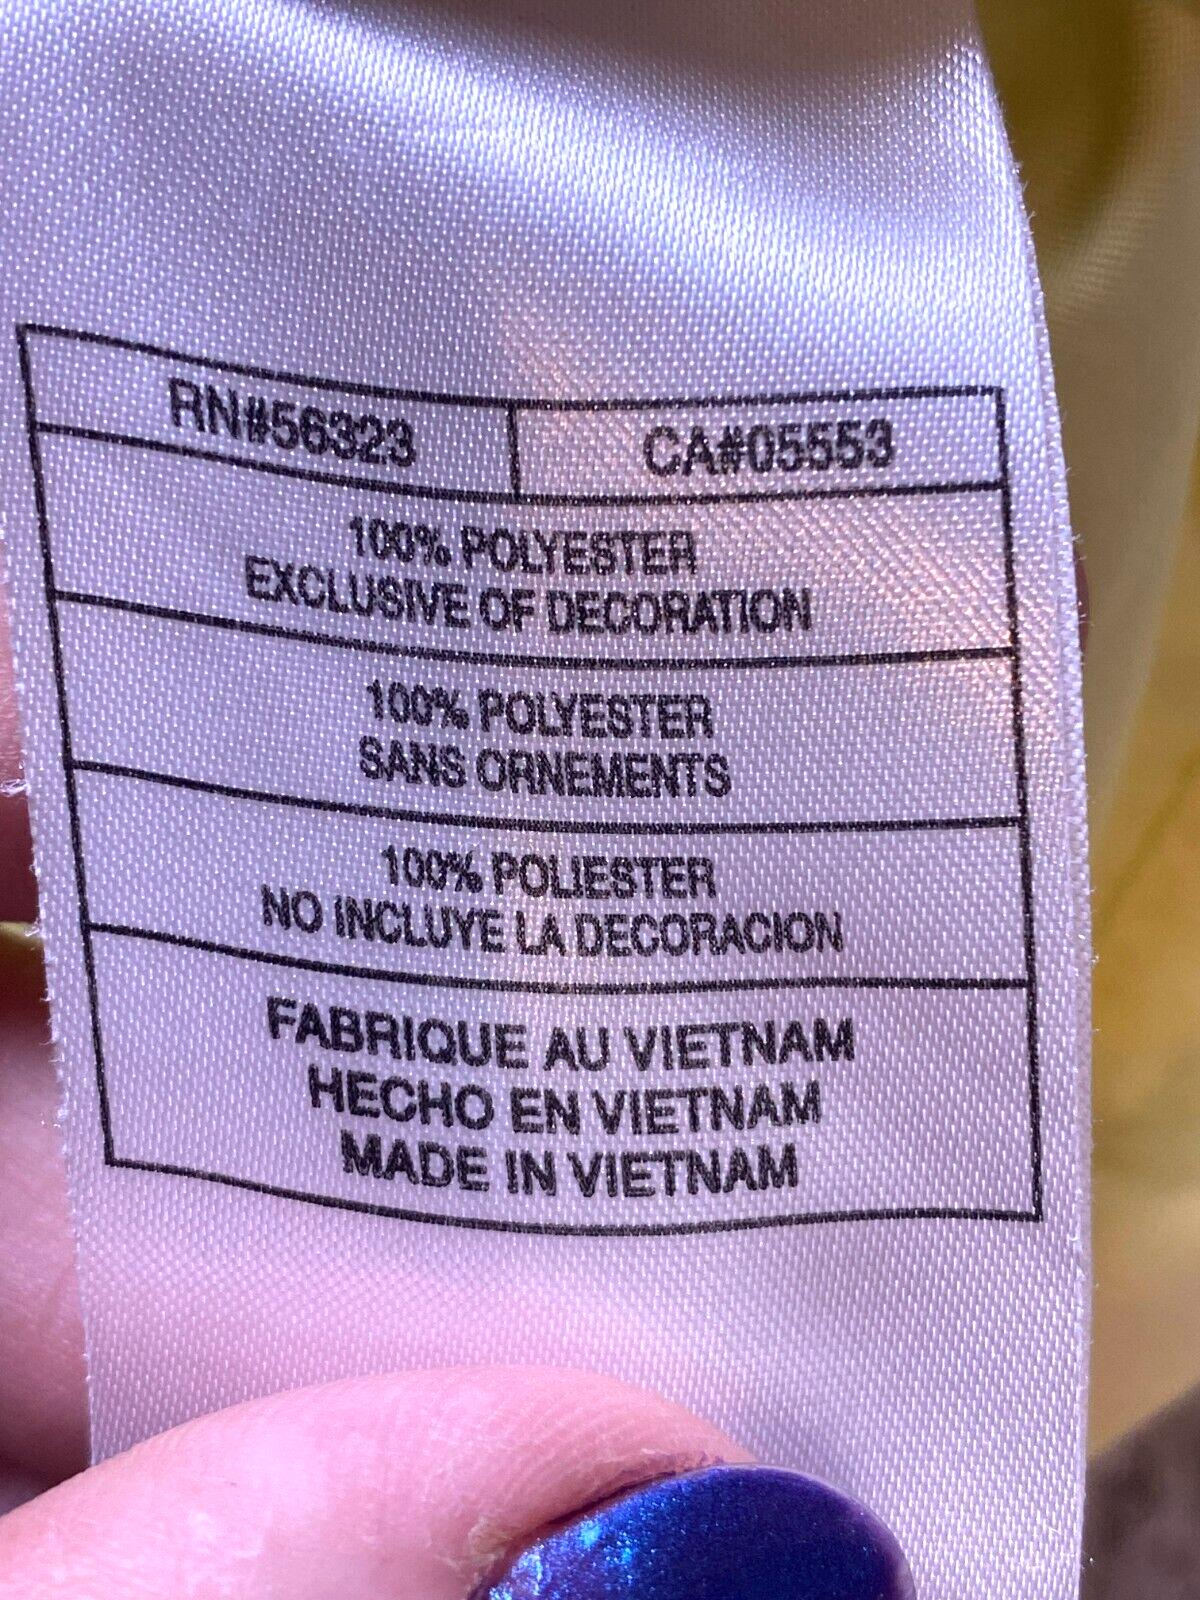 RN#56323 CA#05553
100% POLYESTER
EXCLUSIVE OF DECORATION
100% POLYESTER
SANS ORNEMENTS
100% POLIESTER
NO INCLUYE LA DECORACION
FABRIQUE AU VIETNAM
HECHO EN VIETNAM
MADE IN VIETNAM